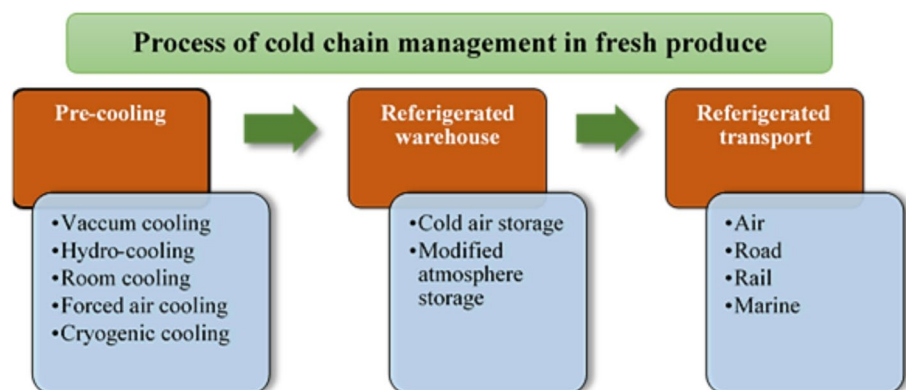 Process of cold chain management in fresh produce
Pre-cooling
•Vaccum cooling
•Hydro-cooling
•Room cooling
•Forced air cooling
•Cryogenic cooling
Referigerated
warehouse
•Cold air storage
•Modified
atmosphere
storage
Referigerated
transport
•Air
•Road
•Rail
•Marine